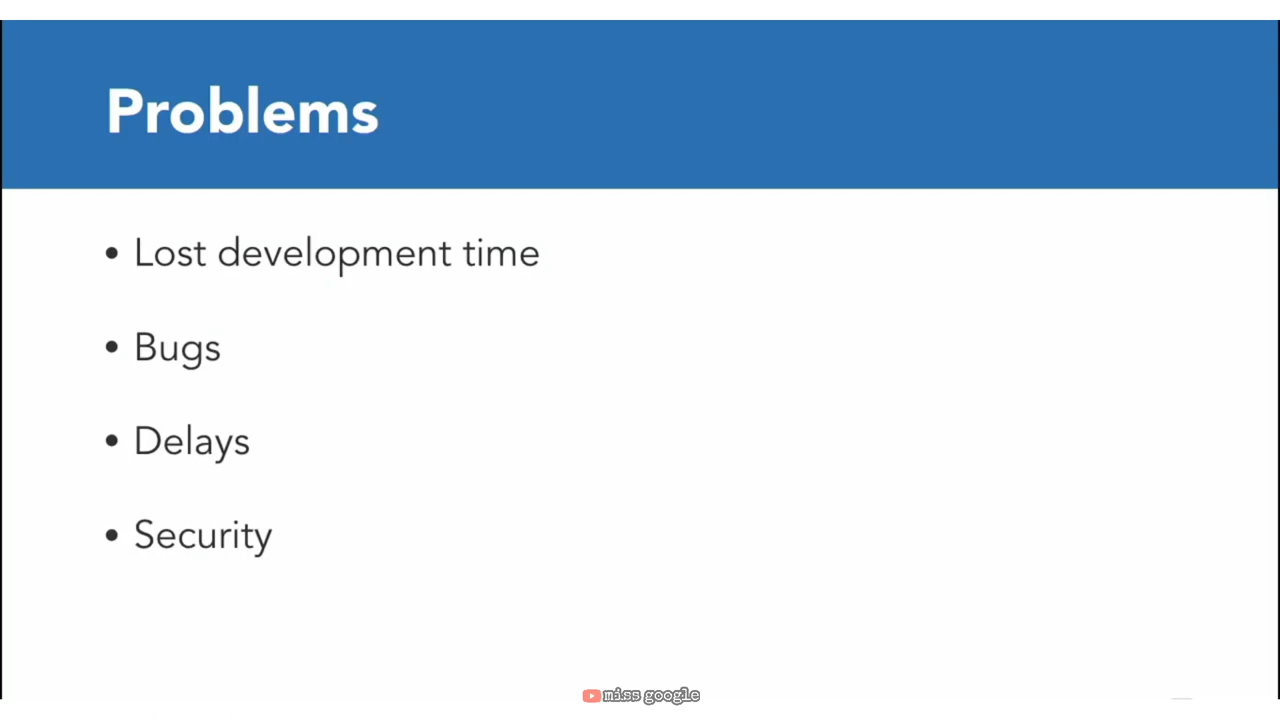 Problems
• Lost development time
• Bugs
• Delays
• Security
miss google